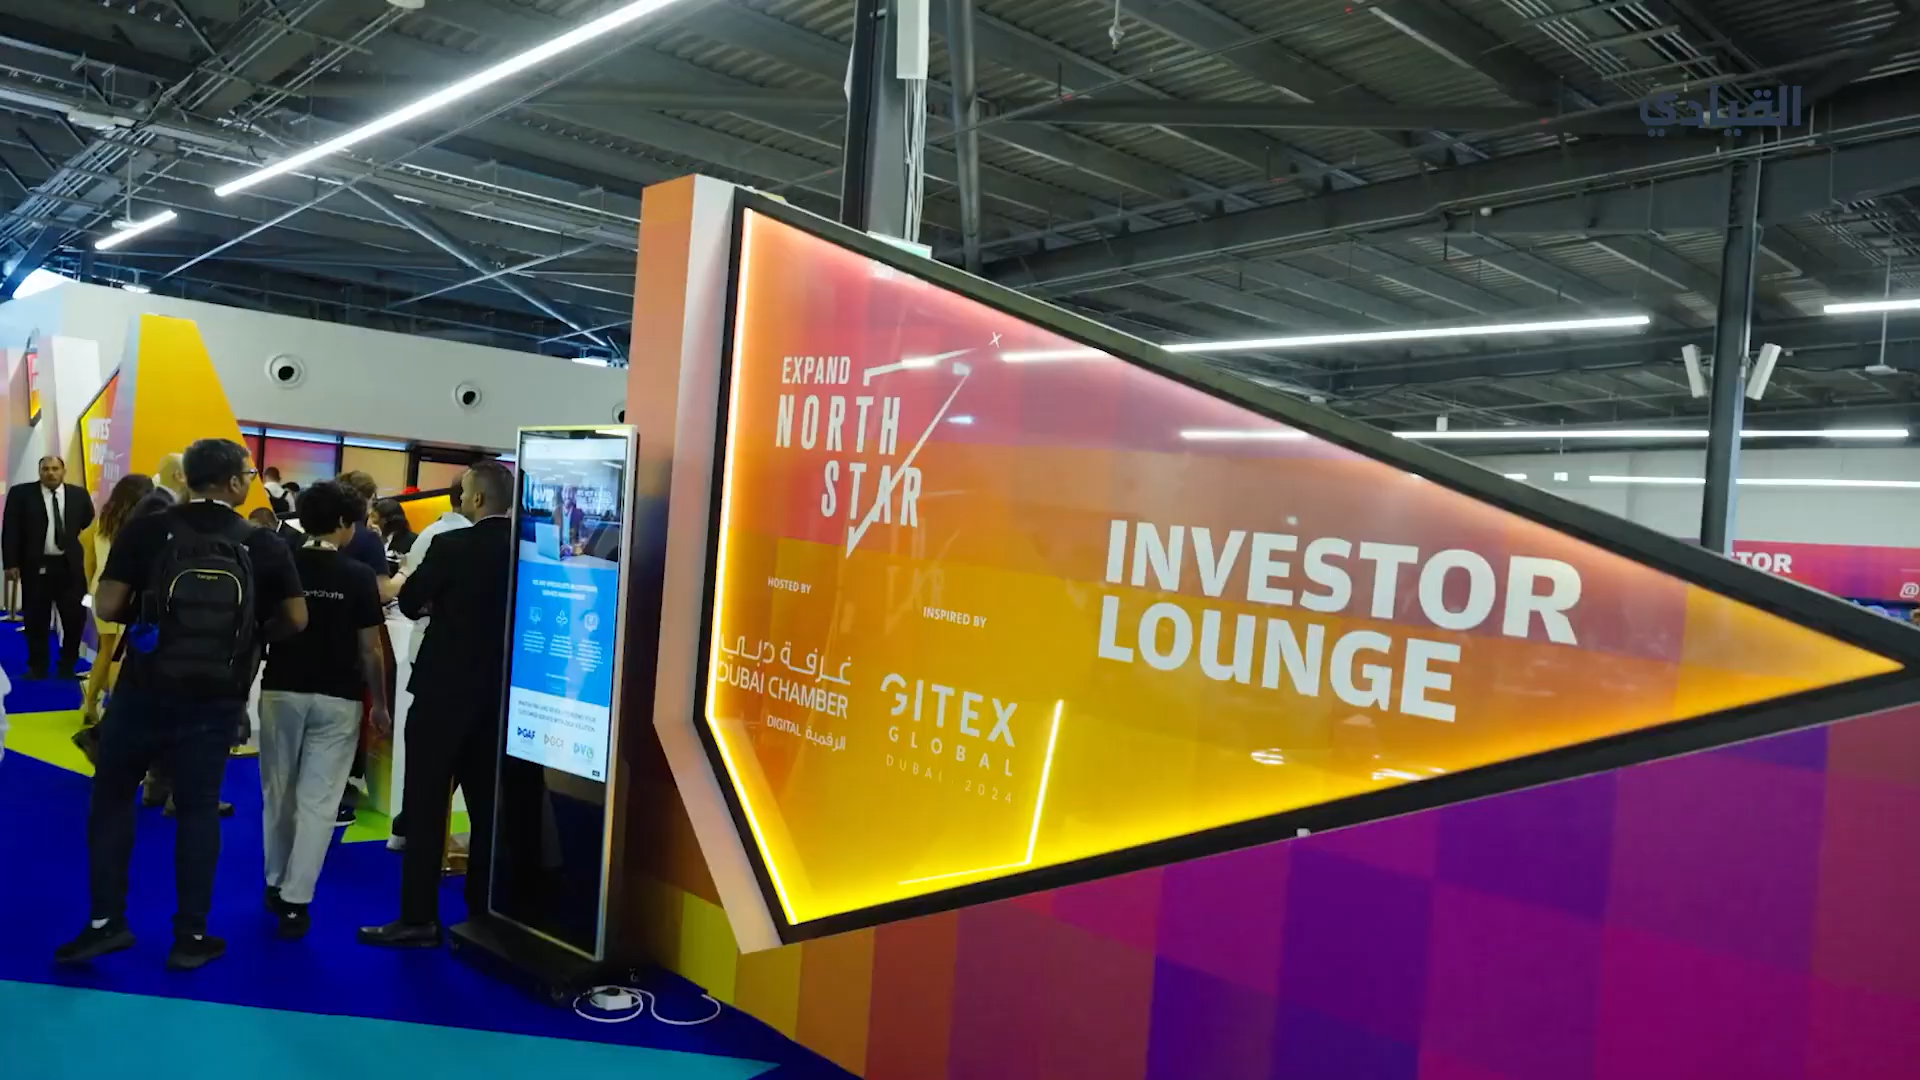 القيادي
EXPAND
NORTH
STAR
HOSTED BY
غرفة دبي
DUBAI CHAMBER
DIGITAL الرقمية
INSPIRED BY
GITEX
GLOBAL
DUBAI . 2024
INVESTOR
LOUNGE
TOR
@